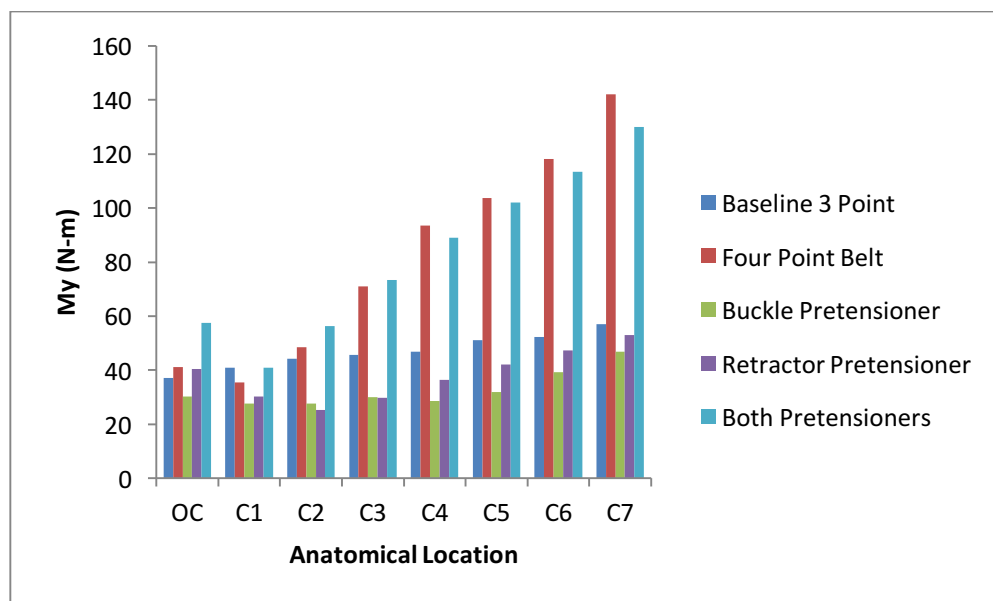 160
140
120
100
80
60
40
20
0
My (N-m)
OC C1 C2 C3 C4 C5 C6 C7
Anatomical Location
Baseline 3 Point
Four Point Belt
Buckle Pretensioner
Retractor Pretensioner
Both Pretensioners